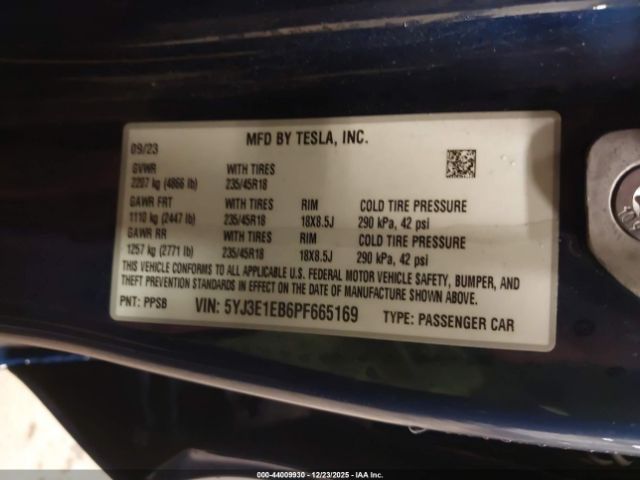 09/23 MFD BY TESLA, INC.
GVWR WITH TIRES
2207 kg (4866 lb) 235/45R18
GAWR FRT WITH TIRES RIM COLD TIRE PRESSURE
1110 kg (2447 lb) 235/45R18 18X8.5J 290 kPa, 42 psi
GAWR RR WITH TIRES RIM COLD TIRE PRESSURE
1257 kg (2771 lb) 235/45R18 18X8.5J 290 kPa, 42 psi
THIS VEHICLE CONFORMS TO ALL APPLICABLE U.S. FEDERAL MOTOR VEHICLE SAFETY, BUMPER, AND
THEFT PREVENTION STANDARDS IN EFFECT ON THE DATE OF MANUFACTURE SHOWN ABOVE.
PNT: PPSB VIN: 5YJ3E1EB6PF665169 TYPE: PASSENGER CAR
000-44009930 - 12/23/2025 - IAA Inc.